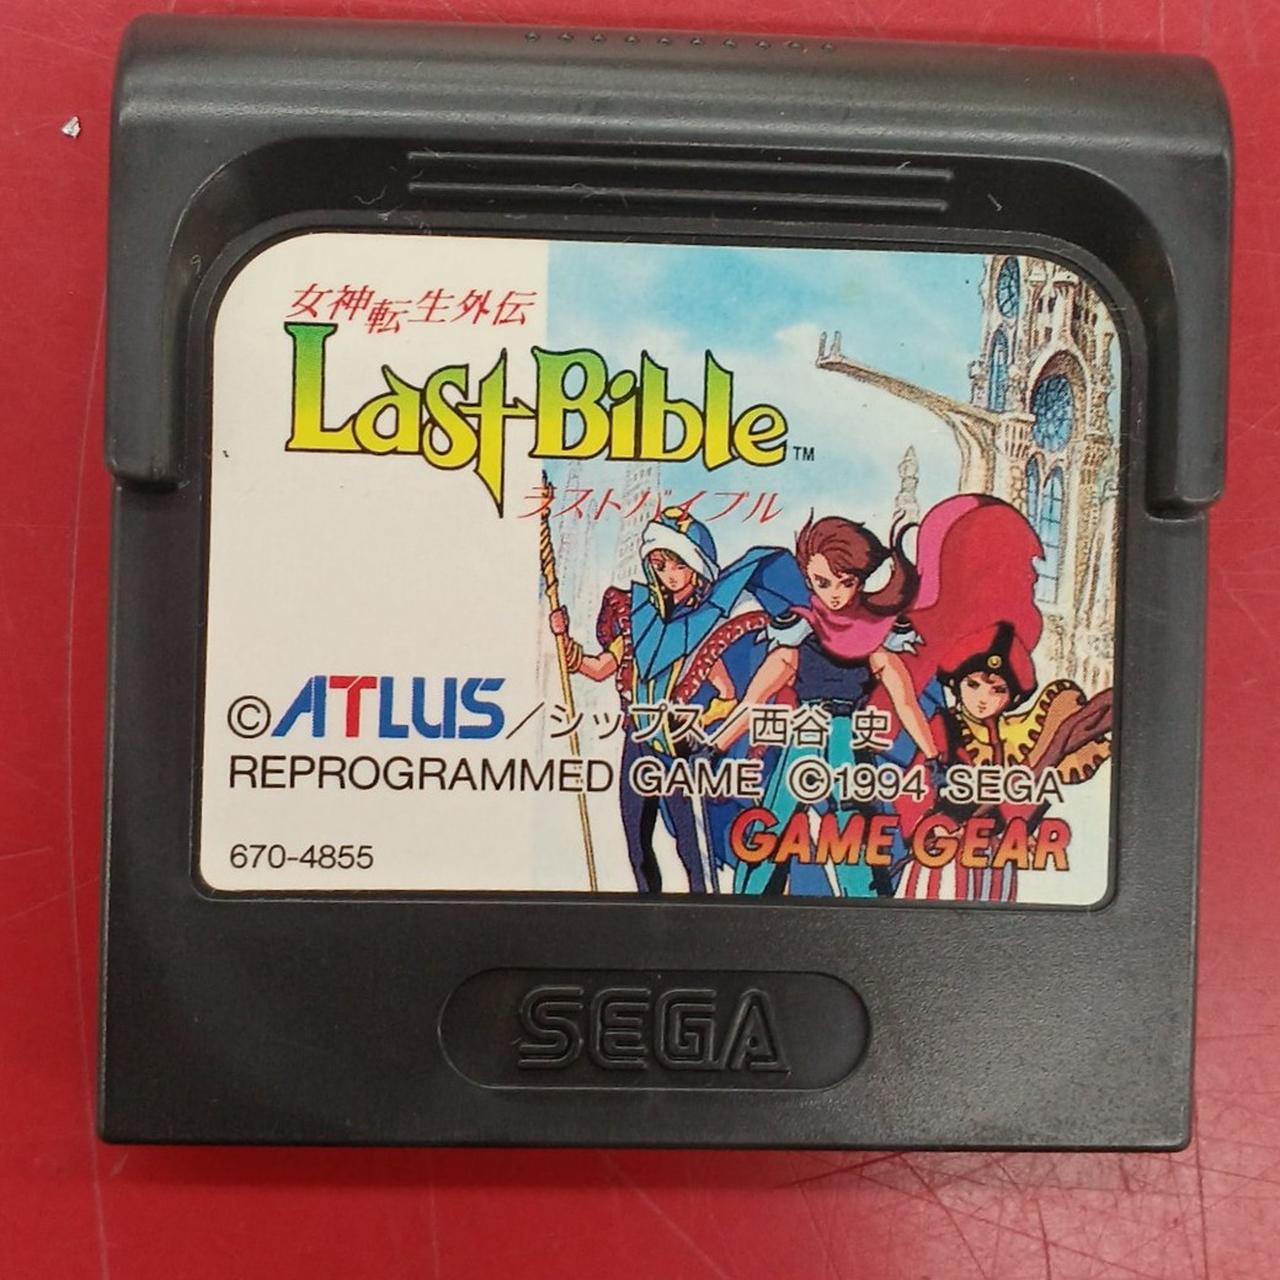 女神転生外伝
Last Bible™
ラストバイブル
©ATLUS/シップス/西谷 史
REPROGRAMMED GAME ©1994 SEGA
GAME GEAR
670-4855
SEGA